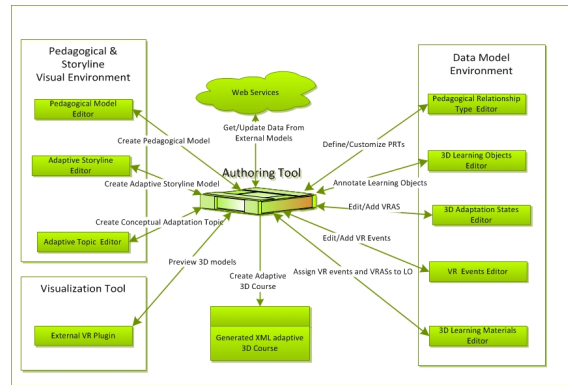 Pedagogical &
Storyline
Visual Environment
Pedagogical Model
Editor
Adaptive Storyline
Editor
Adaptive Topic Editor
Visualization Tool
External VR Plugin
Create Pedagogical Model
Create Adaptive Storyline Model
Create Conceptual Adaptation Topic
Preview 3D models
Web Services
Get/Update Data From
External Models
Authoring Tool
Create Adaptive
3D Course
Generated XML adaptive
3D Course
Define/Customize PRTs
Annotate Learning Objects
Edit/Add VRAS
Edit/Add VR Events
Assign VR events and VRASs to LO
Data Model
Environment
Pedagogical Relationship
Type Editor
3D Learning Objects
Editor
3D Adaptation States
Editor
VR Events Editor
3D Learning Materials
Editor